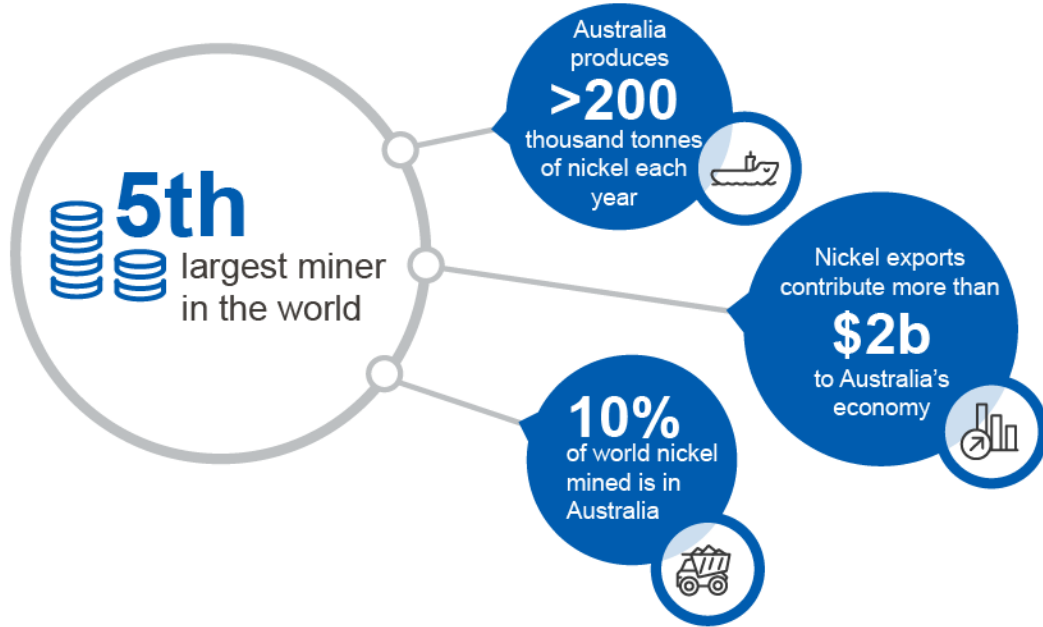 5th
largest miner
in the world
Australia
produces
>200
thousand tonnes
of nickel each
year
Nickel exports
contribute more than
$2b
to Australia’s
economy
10%
of world nickel
mined is in
Australia